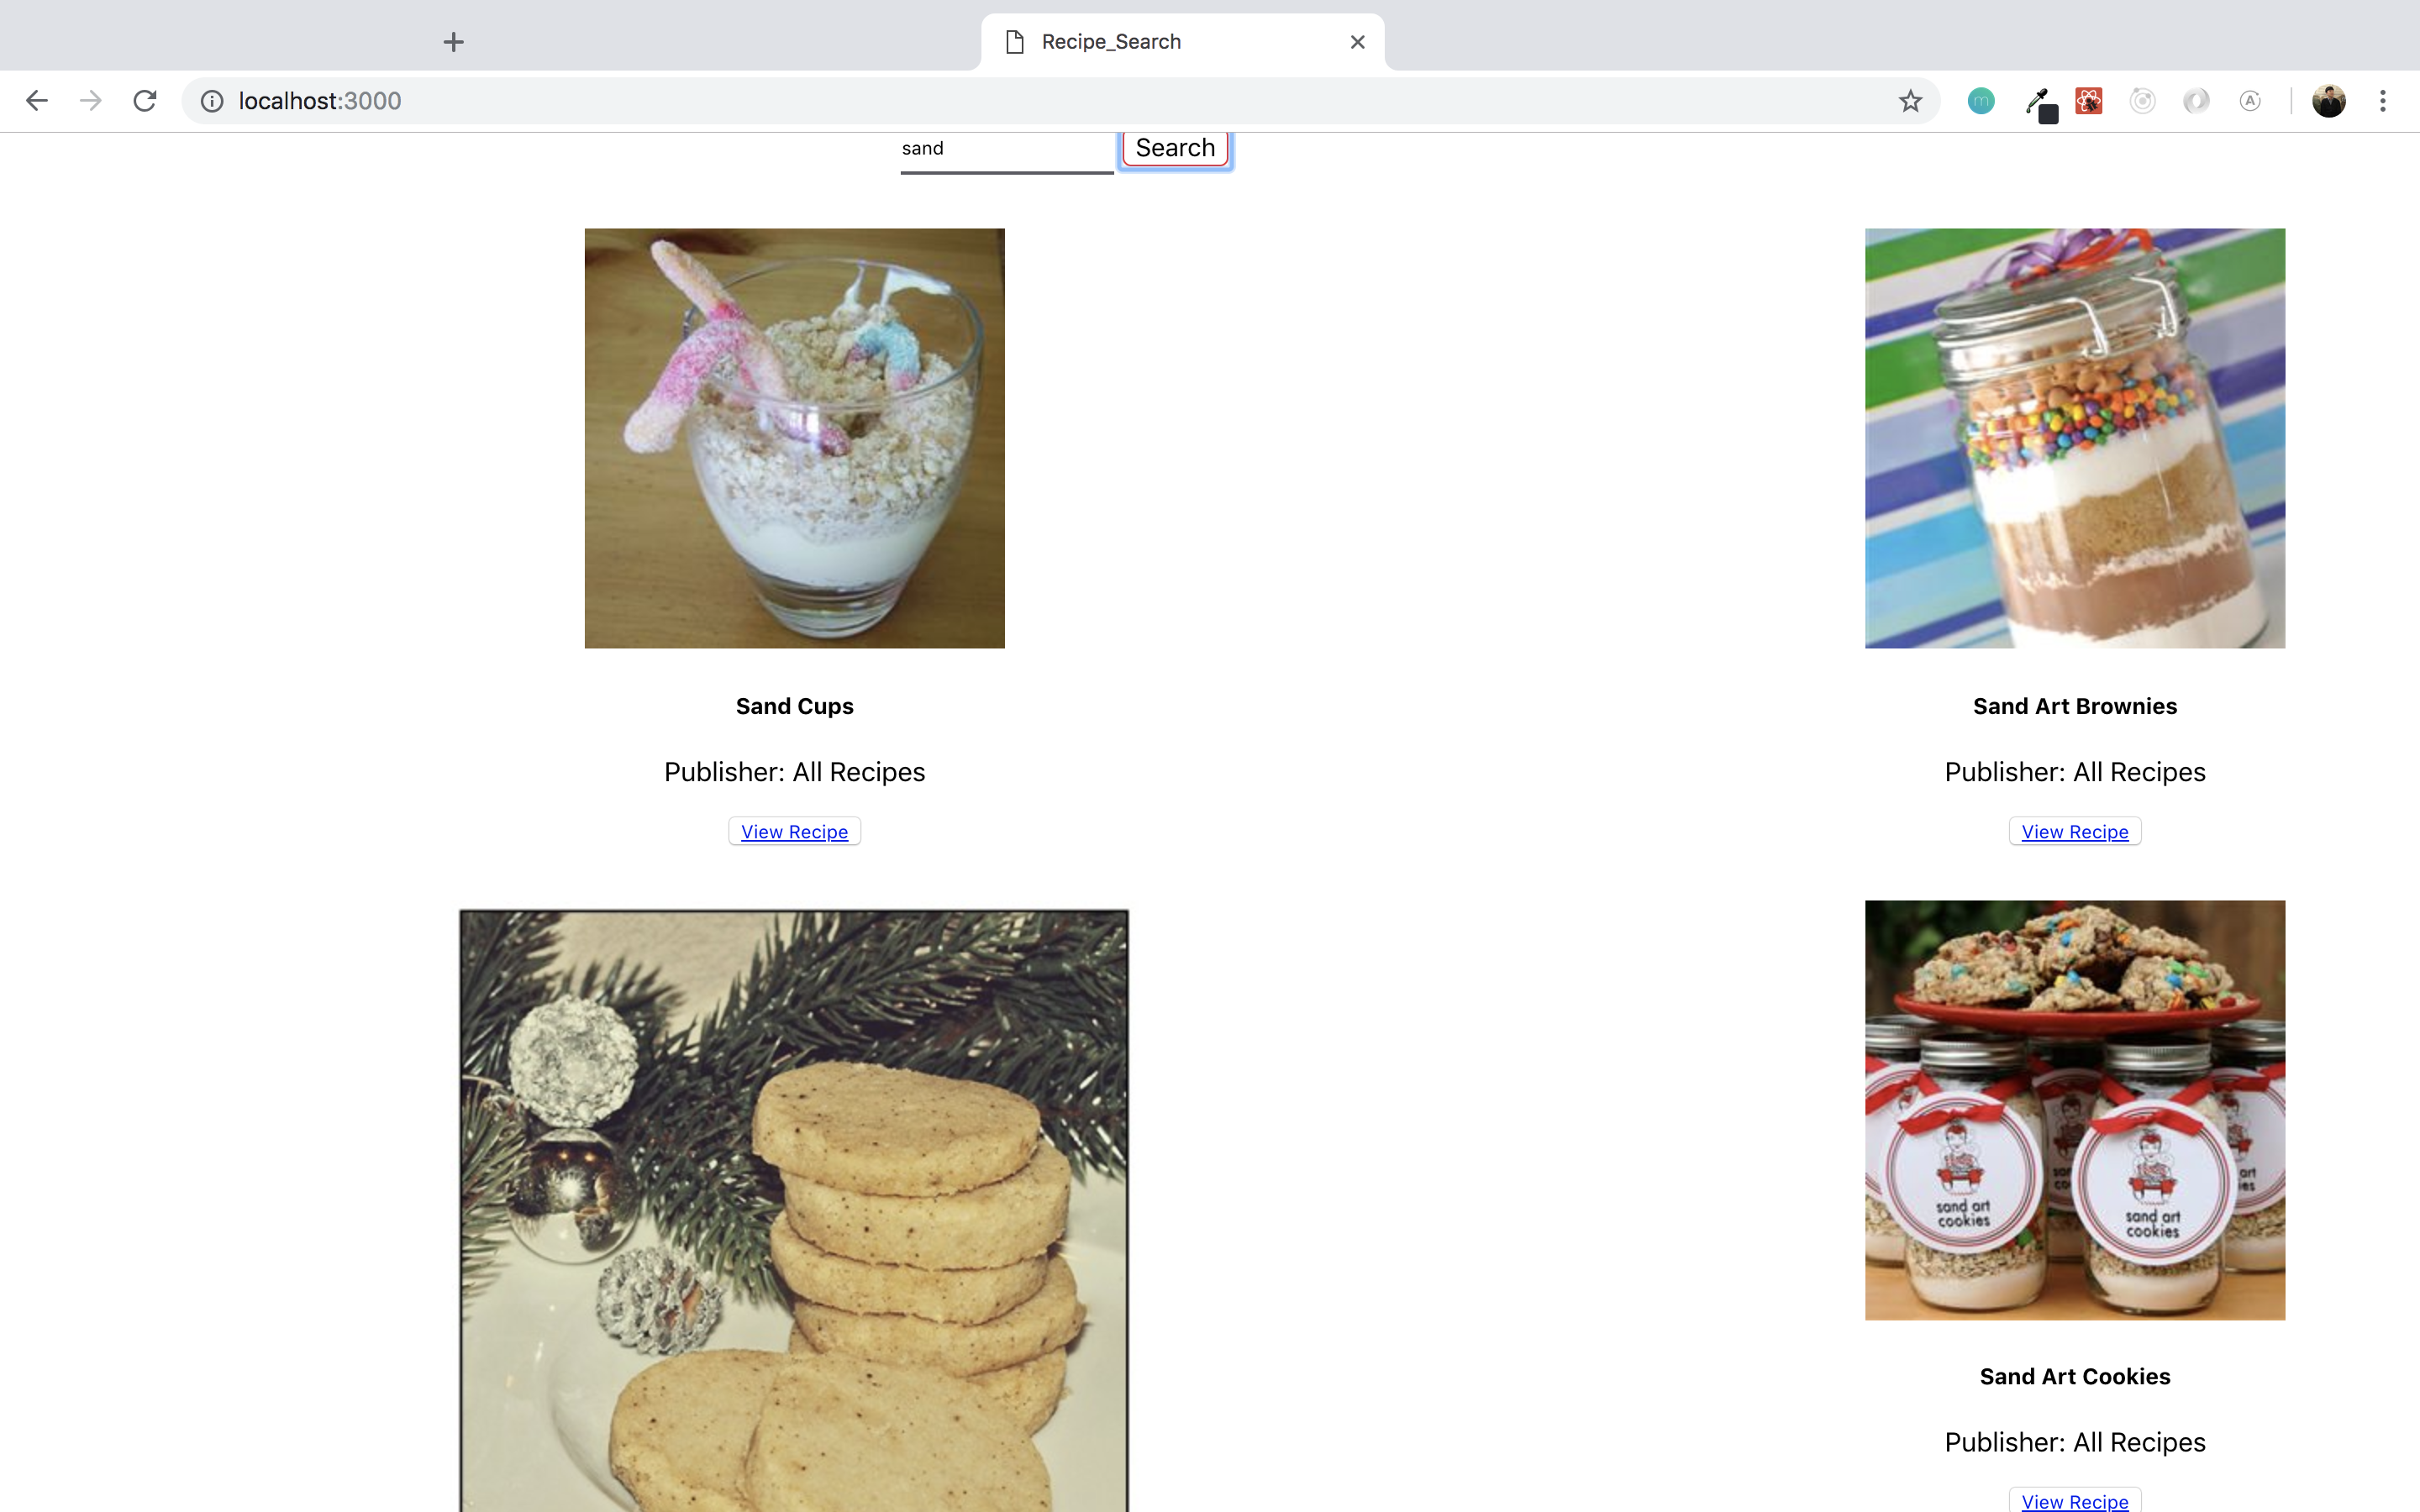 Recipe_Search
localhost:3000
sand
Search
Sand Cups
Publisher: All Recipes
View Recipe
Sand Art Brownies
Publisher: All Recipes
View Recipe
sand art
cookies
sand art
cookies
Sand Art Cookies
Publisher: All Recipes
View Recipe